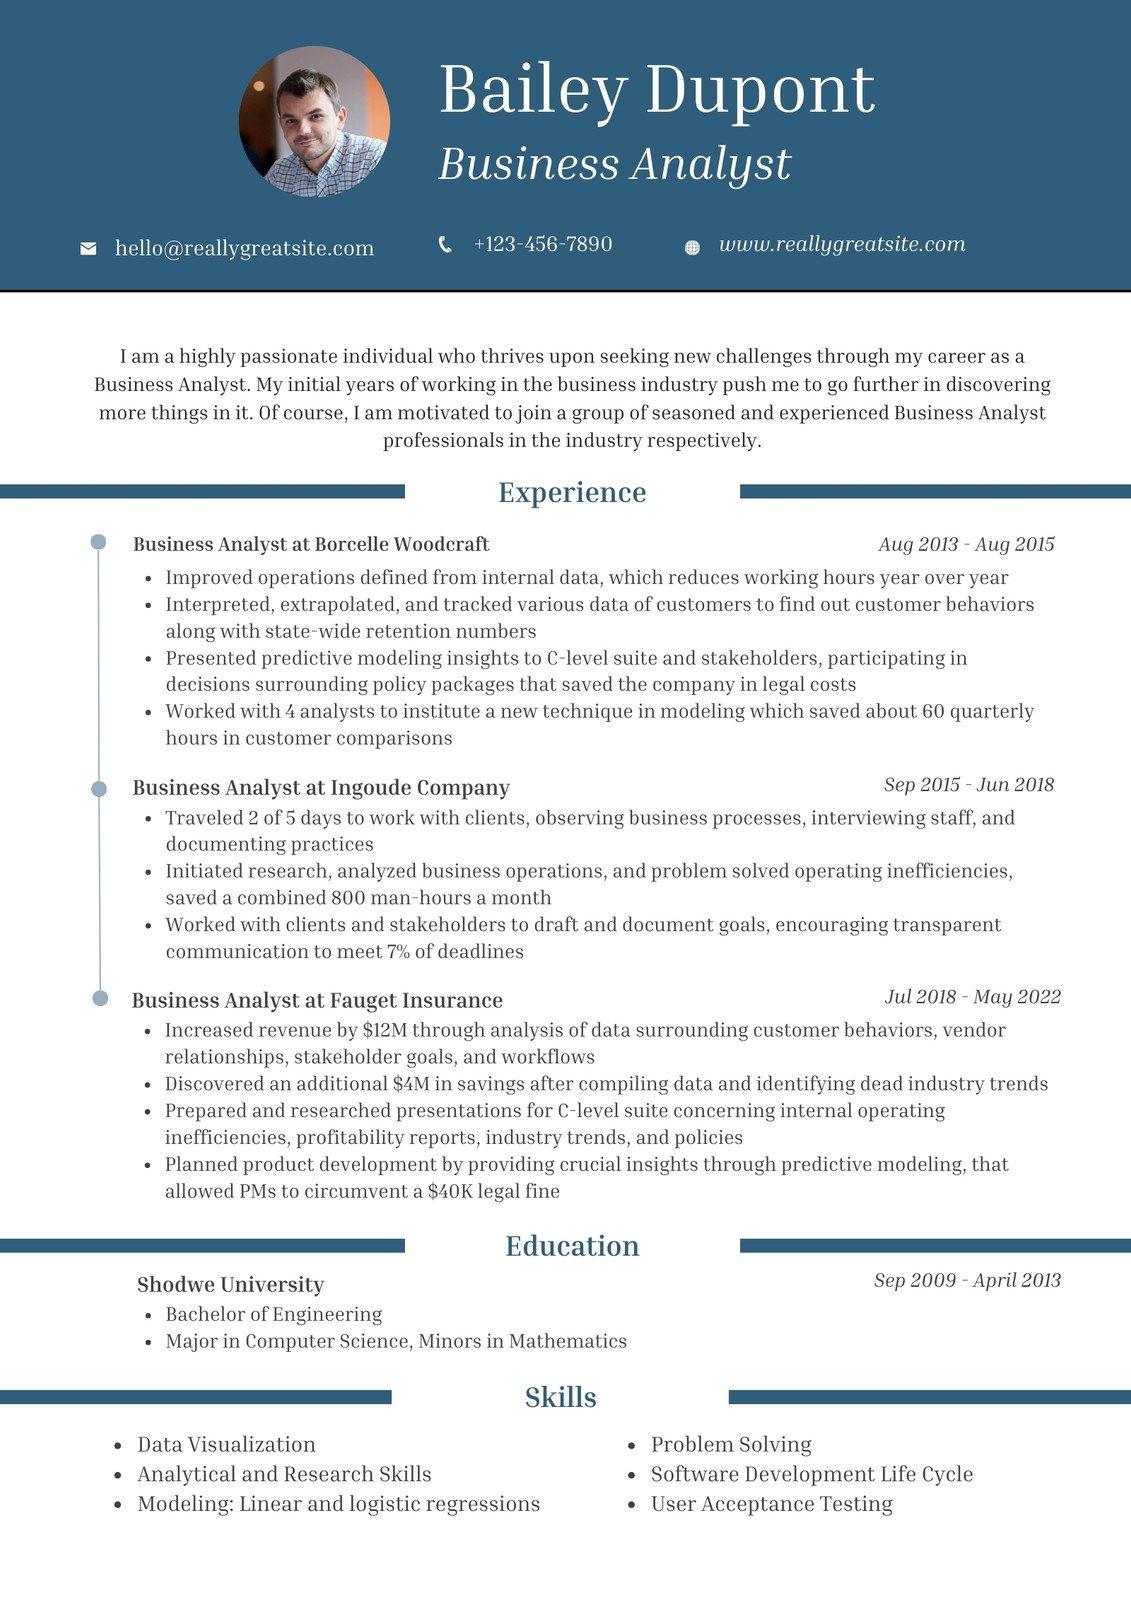 Bailey Dupont
Business Analyst
hello@reallygreatsite.com
+123-456-7890
www.reallygreatsite.com
I am a highly passionate individual who thrives upon seeking new challenges through my career as a
Business Analyst. My initial years of working in the business industry push me to go further in discovering
more things in it. Of course, I am motivated to join a group of seasoned and experienced Business Analyst
professionals in the industry respectively.
Experience
Business Analyst at Borcelle Woodcraft
Aug 2013 - Aug 2015
• Improved operations defined from internal data, which reduces working hours year over year
• Interpreted, extrapolated, and tracked various data of customers to find out customer behaviors
along with state-wide retention numbers
• Presented predictive modeling insights to C-level suite and stakeholders, participating in
decisions surrounding policy packages that saved the company in legal costs
• Worked with 4 analysts to institute a new technique in modeling which saved about 60 quarterly
hours in customer comparisons
Business Analyst at Ingoude Company
Sep 2015 - Jun 2018
• Traveled 2 of 5 days to work with clients, observing business processes, interviewing staff, and
documenting practices
• Initiated research, analyzed business operations, and problem solved operating inefficiencies,
saved a combined 800 man-hours a month
• Worked with clients and stakeholders to draft and document goals, encouraging transparent
communication to meet 7% of deadlines
Business Analyst at Fauget Insurance
Jul 2018 - May 2022
• Increased revenue by $12M through analysis of data surrounding customer behaviors, vendor
relationships, stakeholder goals, and workflows
• Discovered an additional $4M in savings after compiling data and identifying dead industry trends
• Prepared and researched presentations for C-level suite concerning internal operating
inefficiencies, profitability reports, industry trends, and policies
• Planned product development by providing crucial insights through predictive modeling, that
allowed PMs to circumvent a $40K legal fine
Education
Shodwe University
Sep 2009 - April 2013
• Bachelor of Engineering
• Major in Computer Science, Minors in Mathematics
Skills
• Data Visualization
• Analytical and Research Skills
• Modeling: Linear and logistic regressions
• Problem Solving
• Software Development Life Cycle
• User Acceptance Testing